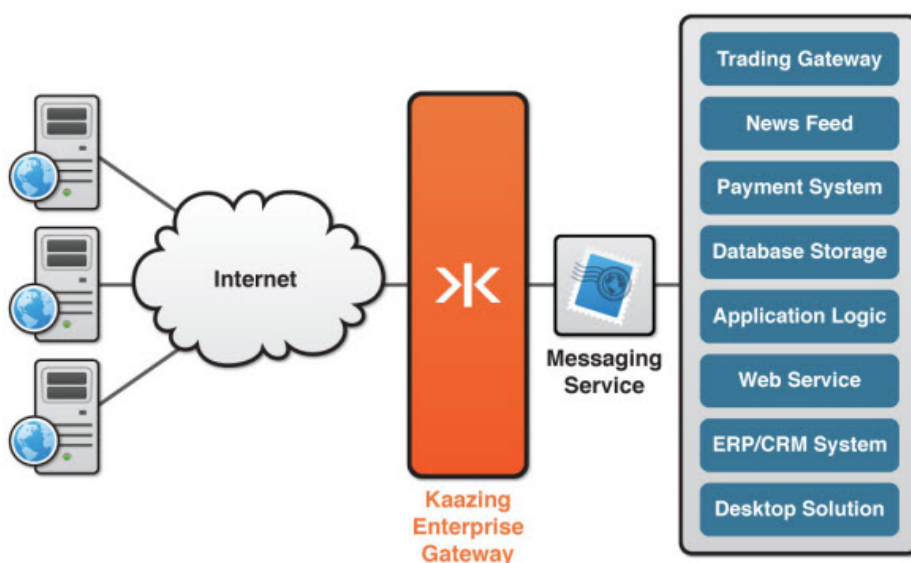 Internet
Kaazing
Enterprise
Gateway
Messaging
Service
Trading Gateway
News Feed
Payment System
Database Storage
Application Logic
Web Service
ERP/CRM System
Desktop Solution